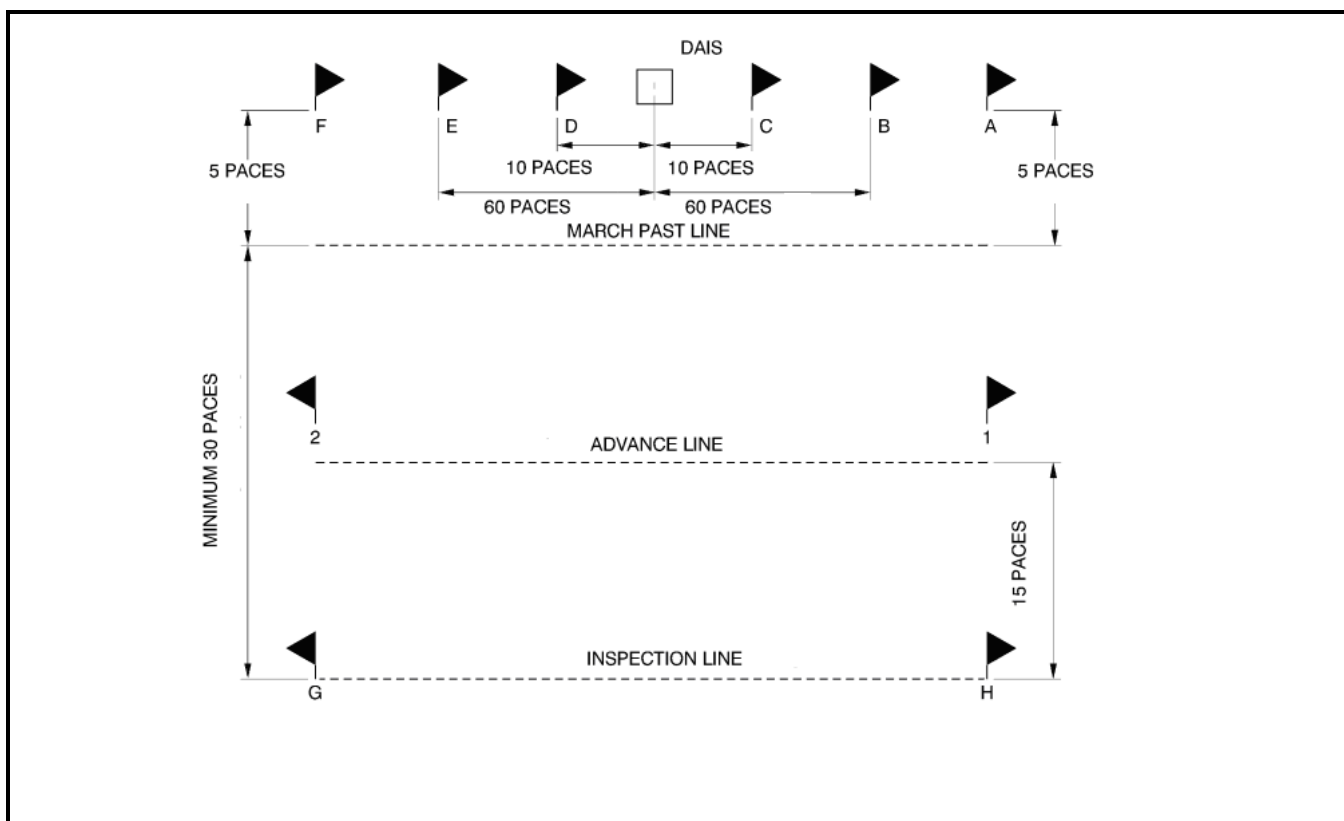 DAIS
F
E
D
C
B
A
5 PACES
10 PACES
10 PACES
5 PACES
60 PACES
60 PACES
MARCH PAST LINE
MINIMUM 30 PACES
2
1
ADVANCE LINE
15 PACES
INSPECTION LINE
G
H